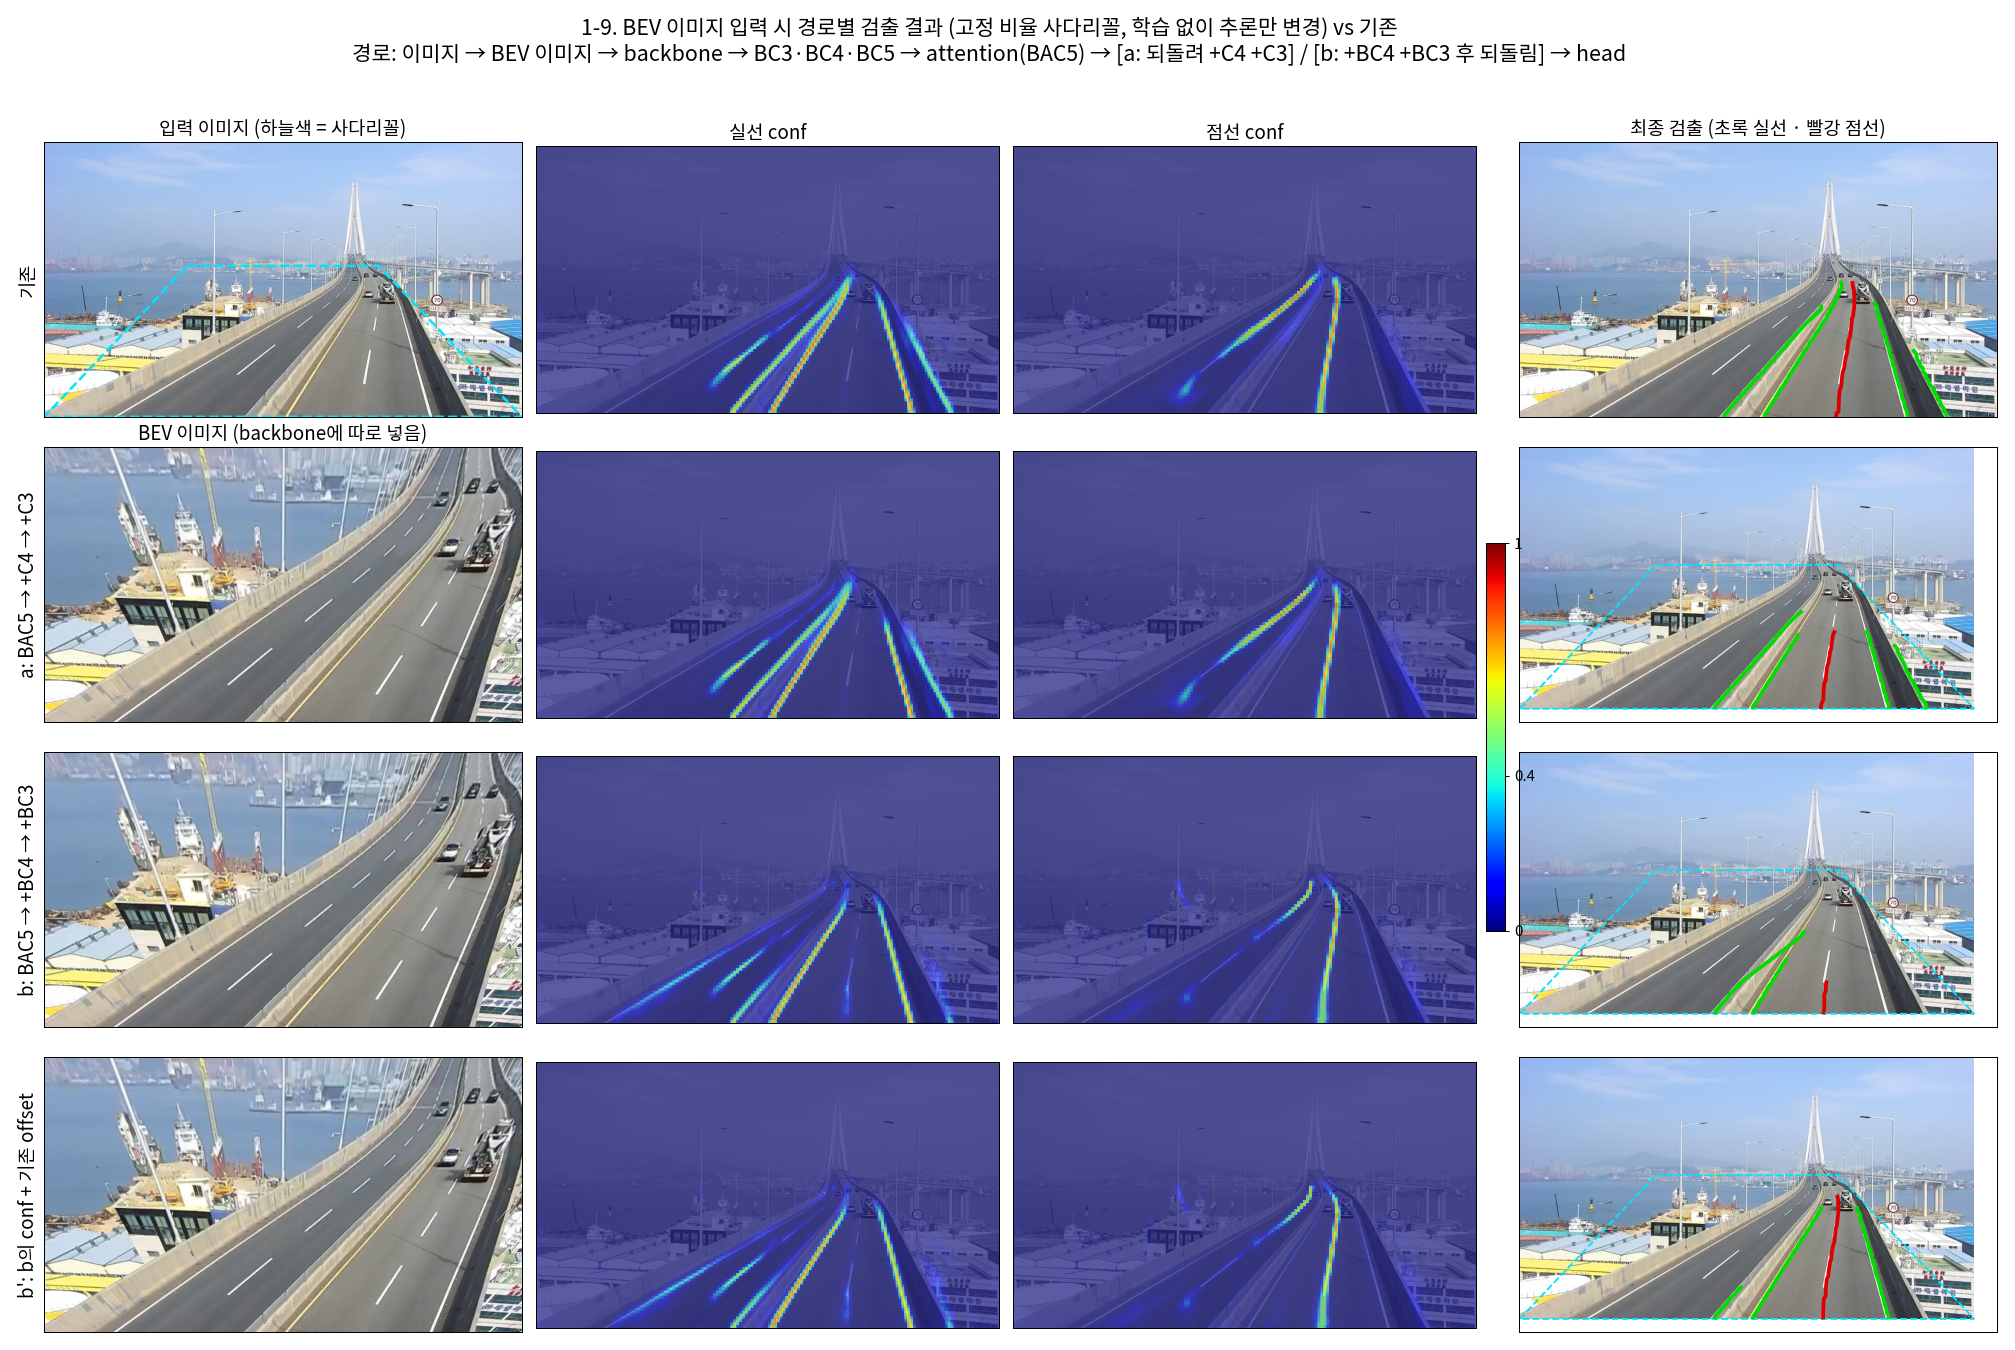 1-9. BEV 이미지 입력 시 경로별 검출 결과 (고정 비율 사다리꼴, 학습 없이 추론만 변경) vs 기존
경로: 이미지 → BEV 이미지 → backbone → BC3·BC4·BC5 → attention(BAC5) → [a: 되돌려 +C4 +C3] / [b: +BC4 +BC3 후 되돌림] → head
입력 이미지 (하늘색 = 사다리꼴)
실선 conf
점선 conf
최종 검출 (초록 실선 · 빨강 점선)
기존
BEV 이미지 (backbone에 따로 넣음)
a: BAC5 → +C4 → +C3
1
0.4
0
b: BAC5 → +BC4 → +BC3
b': b의 conf + 기존 offset
70